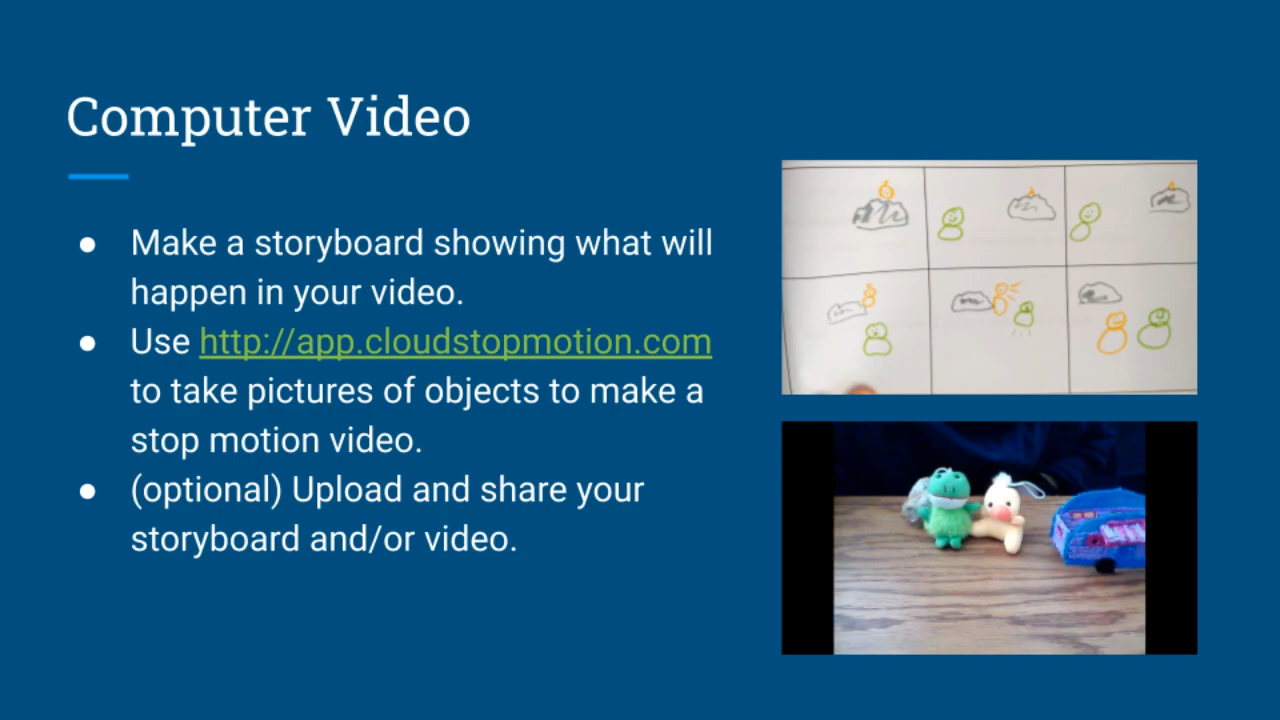 Computer Video
● Make a storyboard showing what will
happen in your video.
● Use http://app.cloudstopmotion.com
to take pictures of objects to make a
stop motion video.
● (optional) Upload and share your
storyboard and/or video.